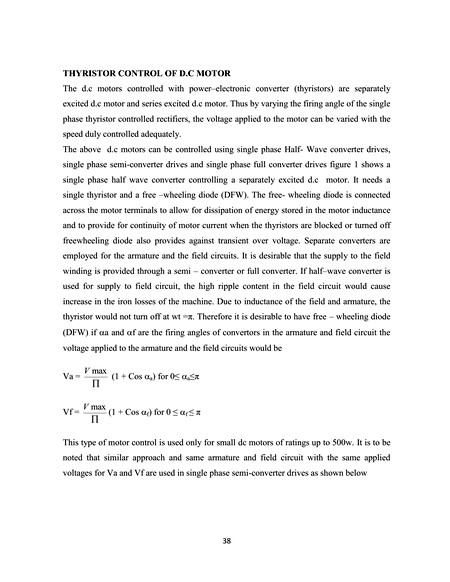 THYRISTOR CONTROL OF D.C MOTOR
The d.c motors controlled with power–electronic converter (thyristors) are separately
excited d.c motor and series excited d.c motor. Thus by varying the firing angle of the single
phase thyristor controlled rectifiers, the voltage applied to the motor can be varied with the
speed duly controlled adequately.
The above d.c motors can be controlled using single phase Half- Wave converter drives,
single phase semi-converter drives and single phase full converter drives figure 1 shows a
single phase half wave converter controlling a separately excited d.c motor. It needs a
single thyristor and a free –wheeling diode (DFW). The free- wheeling diode is connected
across the motor terminals to allow for dissipation of energy stored in the motor inductance
and to provide for continuity of motor current when the thyristors are blocked or turned off
freewheeling diode also provides against transient over voltage. Separate converters are
employed for the armature and the field circuits. It is desirable that the supply to the field
winding is provided through a semi – converter or full converter. If half–wave converter is
used for supply to field circuit, the high ripple content in the field circuit would cause
increase in the iron losses of the machine. Due to inductance of the field and armature, the
thyristor would not turn off at wt =π. Therefore it is desirable to have free – wheeling diode
(DFW) if αa and αf are the firing angles of convertors in the armature and field circuit the
voltage applied to the armature and the field circuits would be
Va = V max / ∏ (1 + Cos αₐ) for 0≤ αₐ≤π
Vf = V max / ∏ (1 + Cos α_f) for 0 ≤ α_f ≤ π
This type of motor control is used only for small dc motors of ratings up to 500w. It is to be
noted that similar approach and same armature and field circuit with the same applied
voltages for Va and Vf are used in single phase semi-converter drives as shown below
38